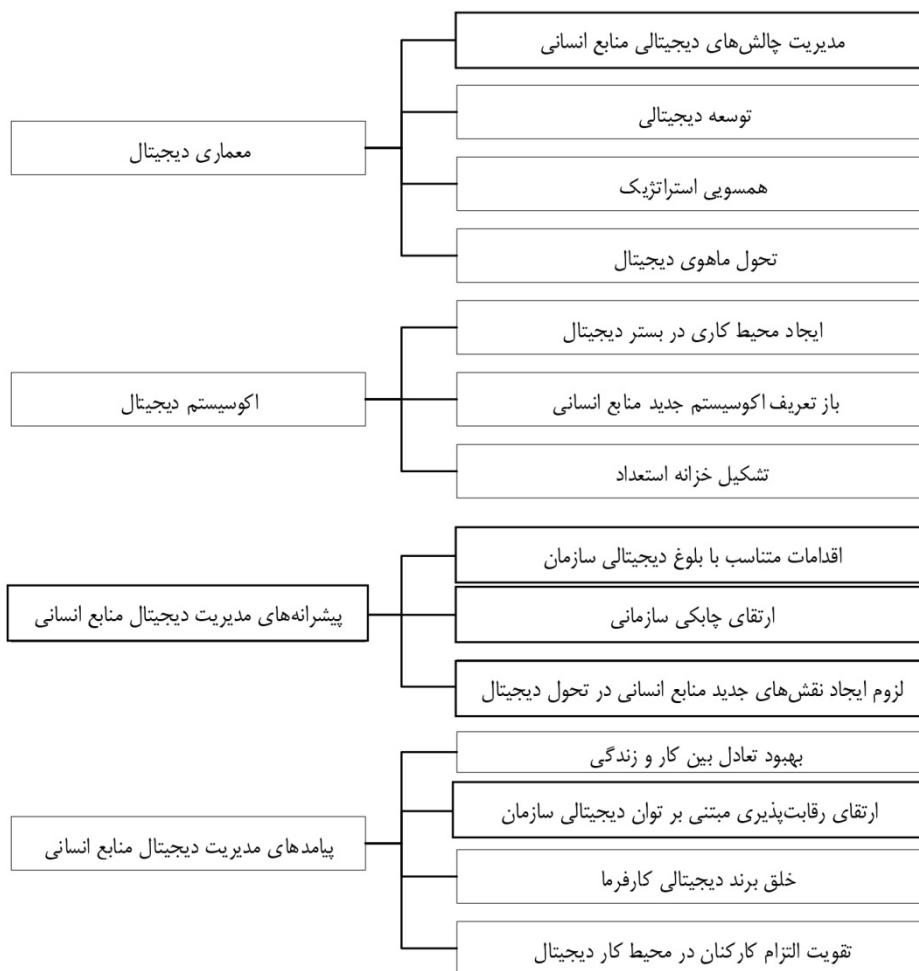 مدیریت چالش‌های دیجیتالی منابع انسانی
توسعه دیجیتالی
معماری دیجیتال
همسویی استراتژیک
تحول ماهوی دیجیتال
ایجاد محیط کاری در بستر دیجیتال
اکوسیستم دیجیتال
باز تعریف اکوسیستم جدید منابع انسانی
تشکیل خزانه استعداد
اقدامات متناسب با بلوغ دیجیتالی سازمان
پیشرانه‌های مدیریت دیجیتال منابع انسانی
ارتقای چابکی سازمانی
لزوم ایجاد نقش‌های جدید منابع انسانی در تحول دیجیتال
بهبود تعادل بین کار و زندگی
ارتقای رقابت‌پذیری مبتنی بر توان دیجیتالی سازمان
پیامدهای مدیریت دیجیتال منابع انسانی
خلق برند دیجیتالی کارفرما
تقویت التزام کارکنان در محیط کار دیجیتال